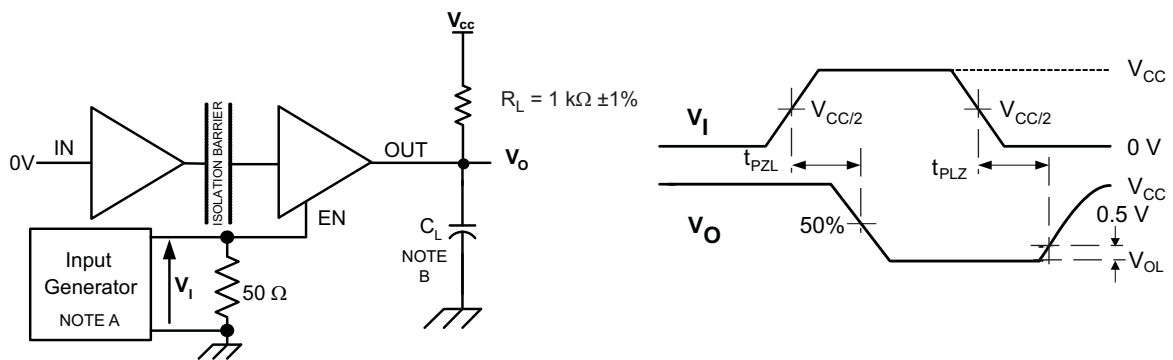 Vcc
RL = 1 kΩ ±1%
IN
0V
ISOLATION BARRIER
OUT
VO
EN
CL
NOTE
B
Input
Generator
NOTE A
VI
50 Ω
VCC
VCC/2
VCC/2
VI
0 V
tPZL
tPLZ
VCC
0.5 V
50%
VO
VOL